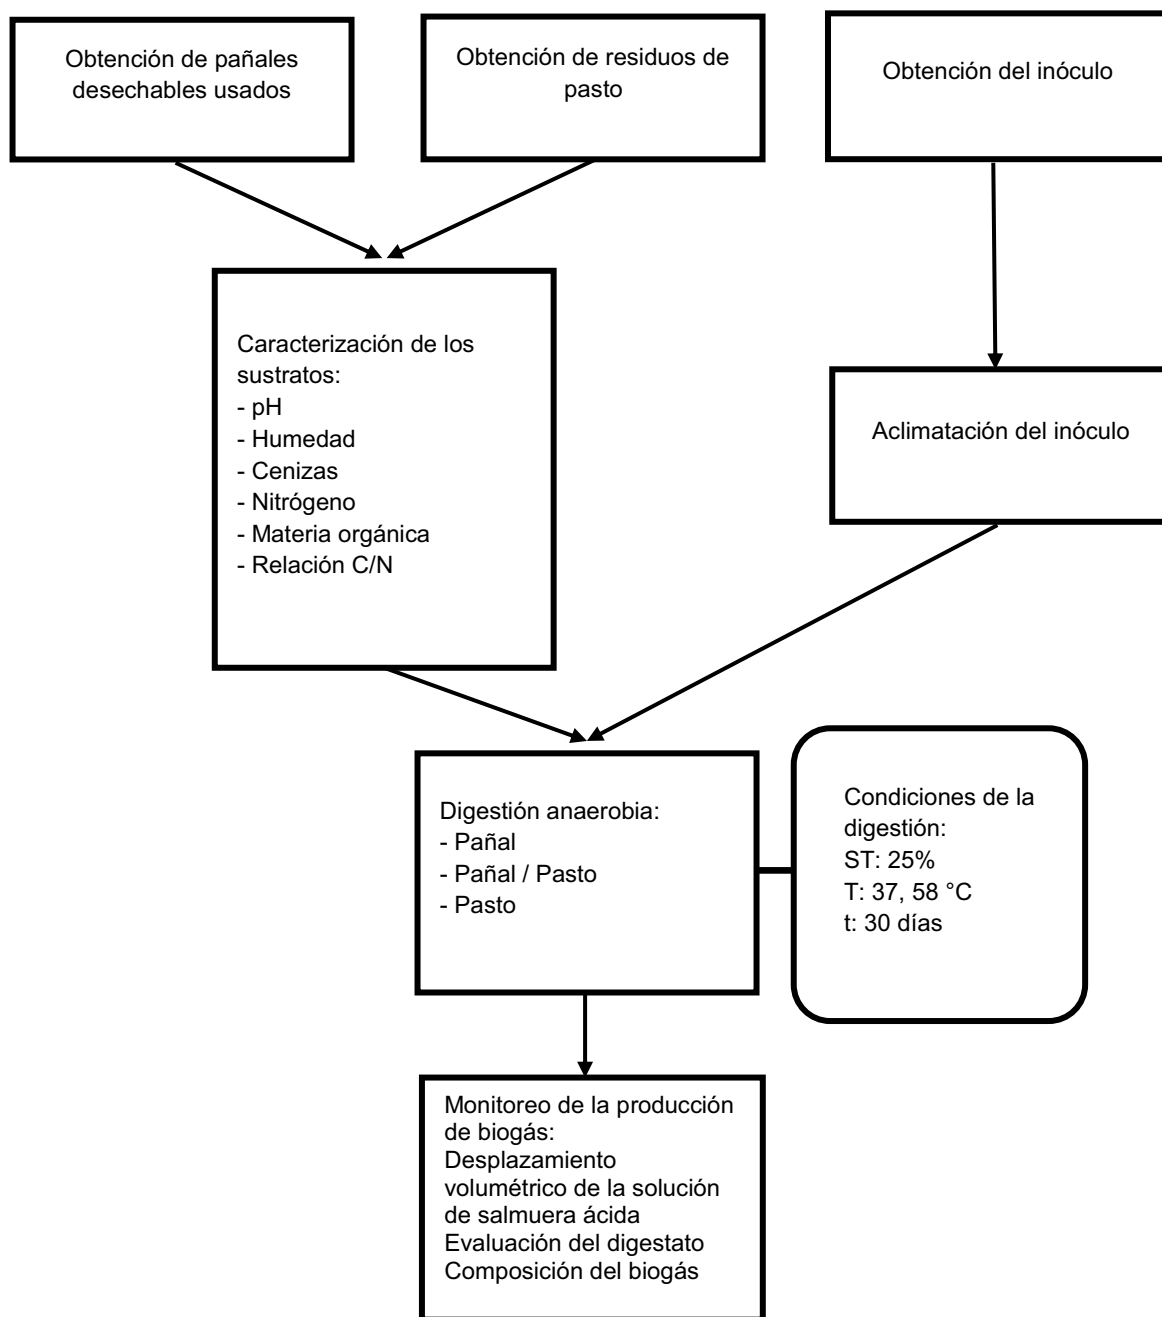 Obtención de pañales
desechables usados
Obtención de residuos de
pasto
Obtención del inóculo
Caracterización de los
sustratos:
- pH
- Humedad
- Cenizas
- Nitrógeno
- Materia orgánica
- Relación C/N
Aclimatación del inóculo
Digestión anaerobia:
- Pañal
- Pañal / Pasto
- Pasto
Condiciones de la
digestión:
ST: 25%
T: 37, 58 °C
t: 30 días
Monitoreo de la producción
de biogás:
Desplazamiento
volumétrico de la solución
de salmuera ácida
Evaluación del digestato
Composición del biogás